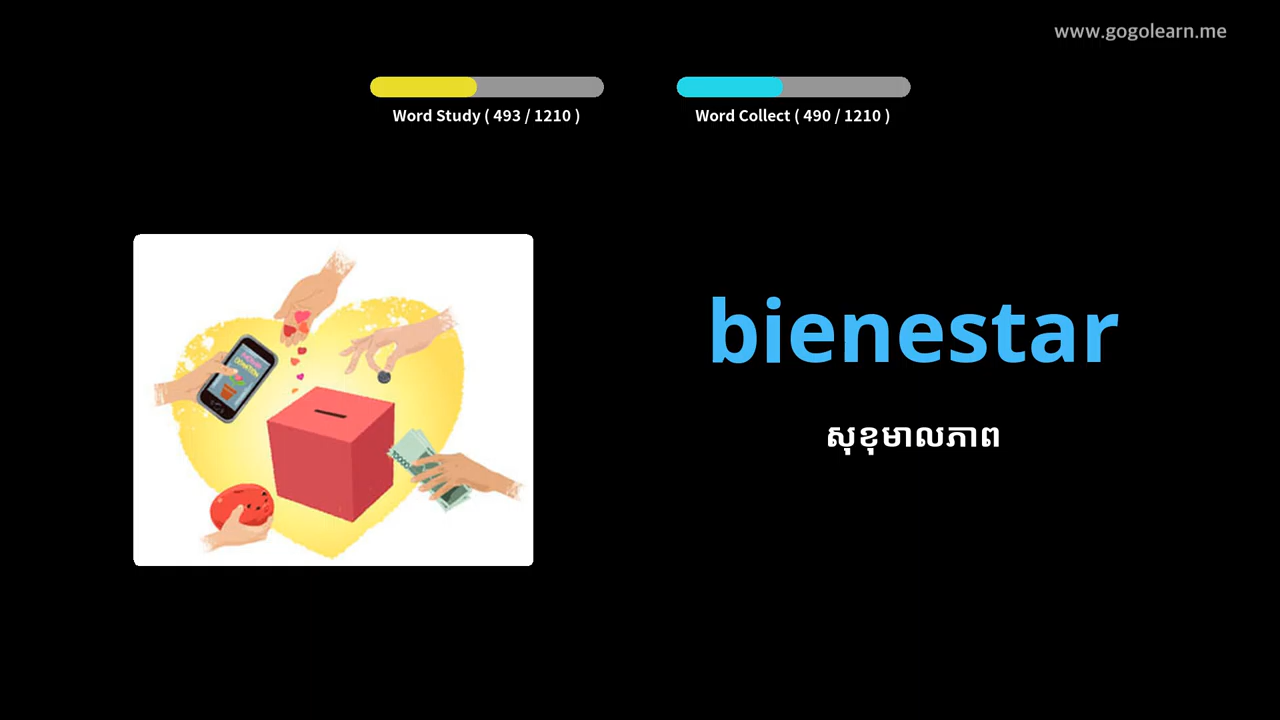 www.gogolearn.me
Word Study ( 493 / 1210 )
Word Collect ( 490 / 1210 )
bienestar
សុខុមាលភាព